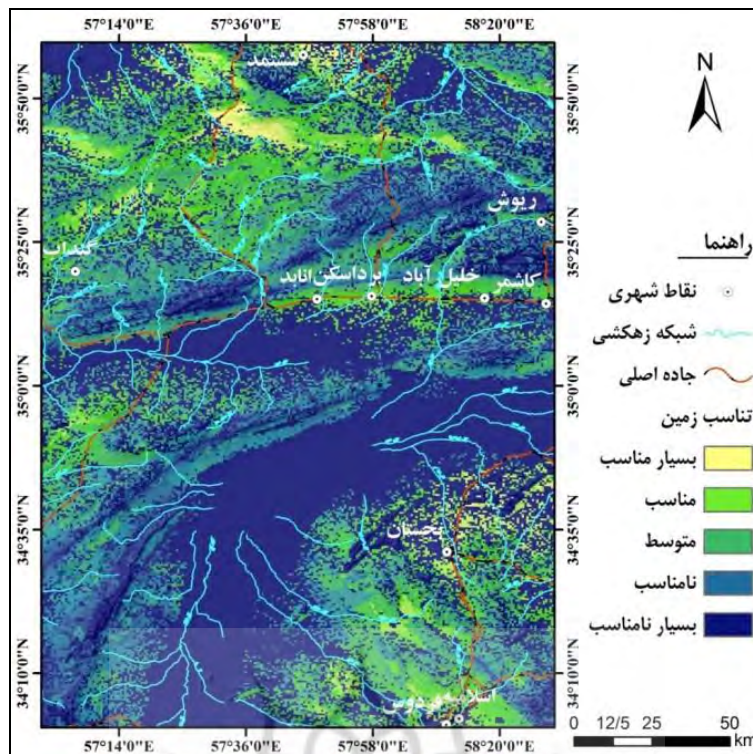 57°14'0"E 57°36'0"E 57°58'0"E 58°20'0"E
35°50'0"N
35°25'0"N
35°0'0"N
34°35'0"N
34°10'0"N
ششتمد
ریوش
گنداب
انابد
برداسکن
خلیل آباد
کاشمر
بجستان
اسلامیه
فردوس
N
راهنما
نقاط شهری
شبکه زهکشی
جاده اصلی
تناسب زمین
بسیار مناسب
مناسب
متوسط
نامناسب
بسیار نامناسب
35°50'0"N
35°25'0"N
35°0'0"N
34°35'0"N
34°10'0"N
57°14'0"E 57°36'0"E 57°58'0"E 58°20'0"E
0 12/5 25 50
km